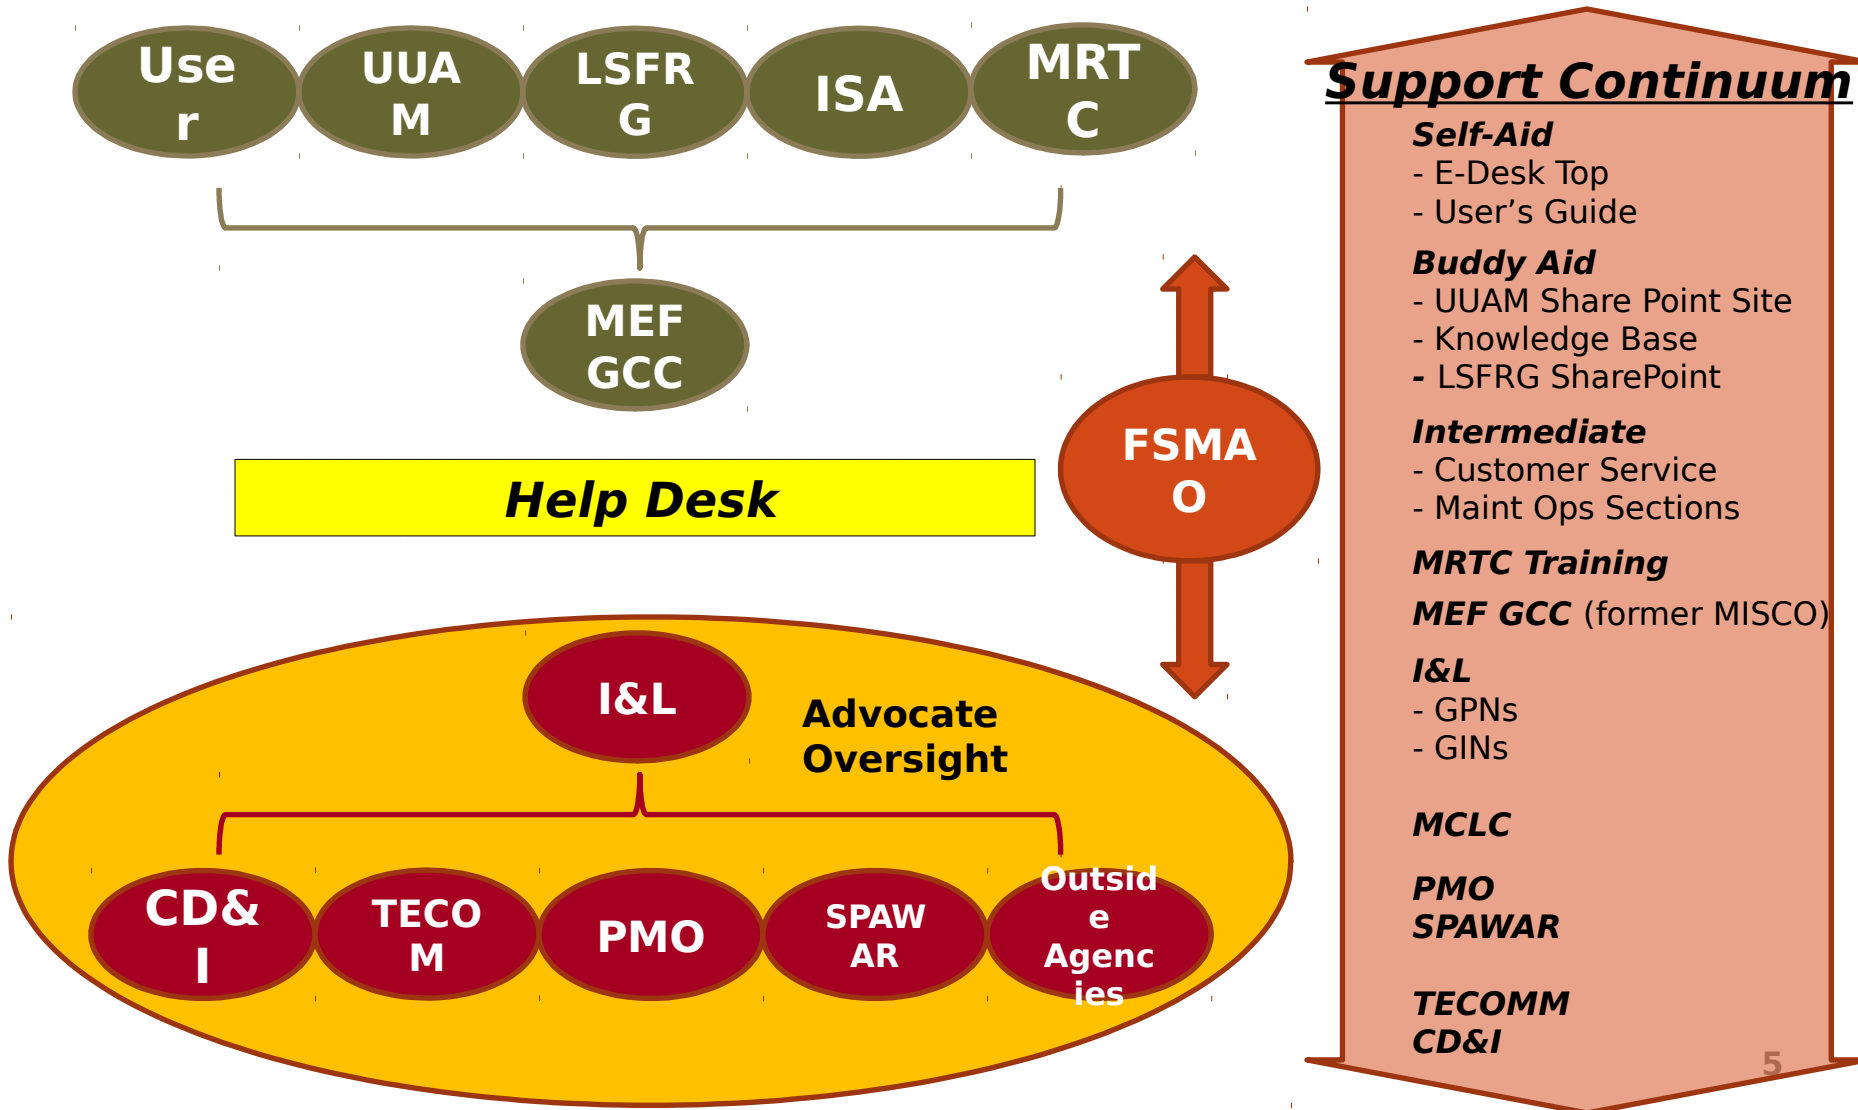 Use
r
UUA
M
LSFR
G
ISA
MRT
C
MEF
GCC
Help Desk
FSMA
O
I&L
Advocate
Oversight
CD&
I
TECO
M
PMO
SPAW
AR
Outsid
e
Agenc
ies
Support Continuum
Self-Aid
- E-Desk Top
- User’s Guide
Buddy Aid
- UUAM Share Point Site
- Knowledge Base
- LSFRG SharePoint
Intermediate
- Customer Service
- Maint Ops Sections
MRTC Training
MEF GCC (former MISCO)
I&L
- GPNs
- GINs
MCLC
PMO
SPAWAR
TECOMM
CD&I
5